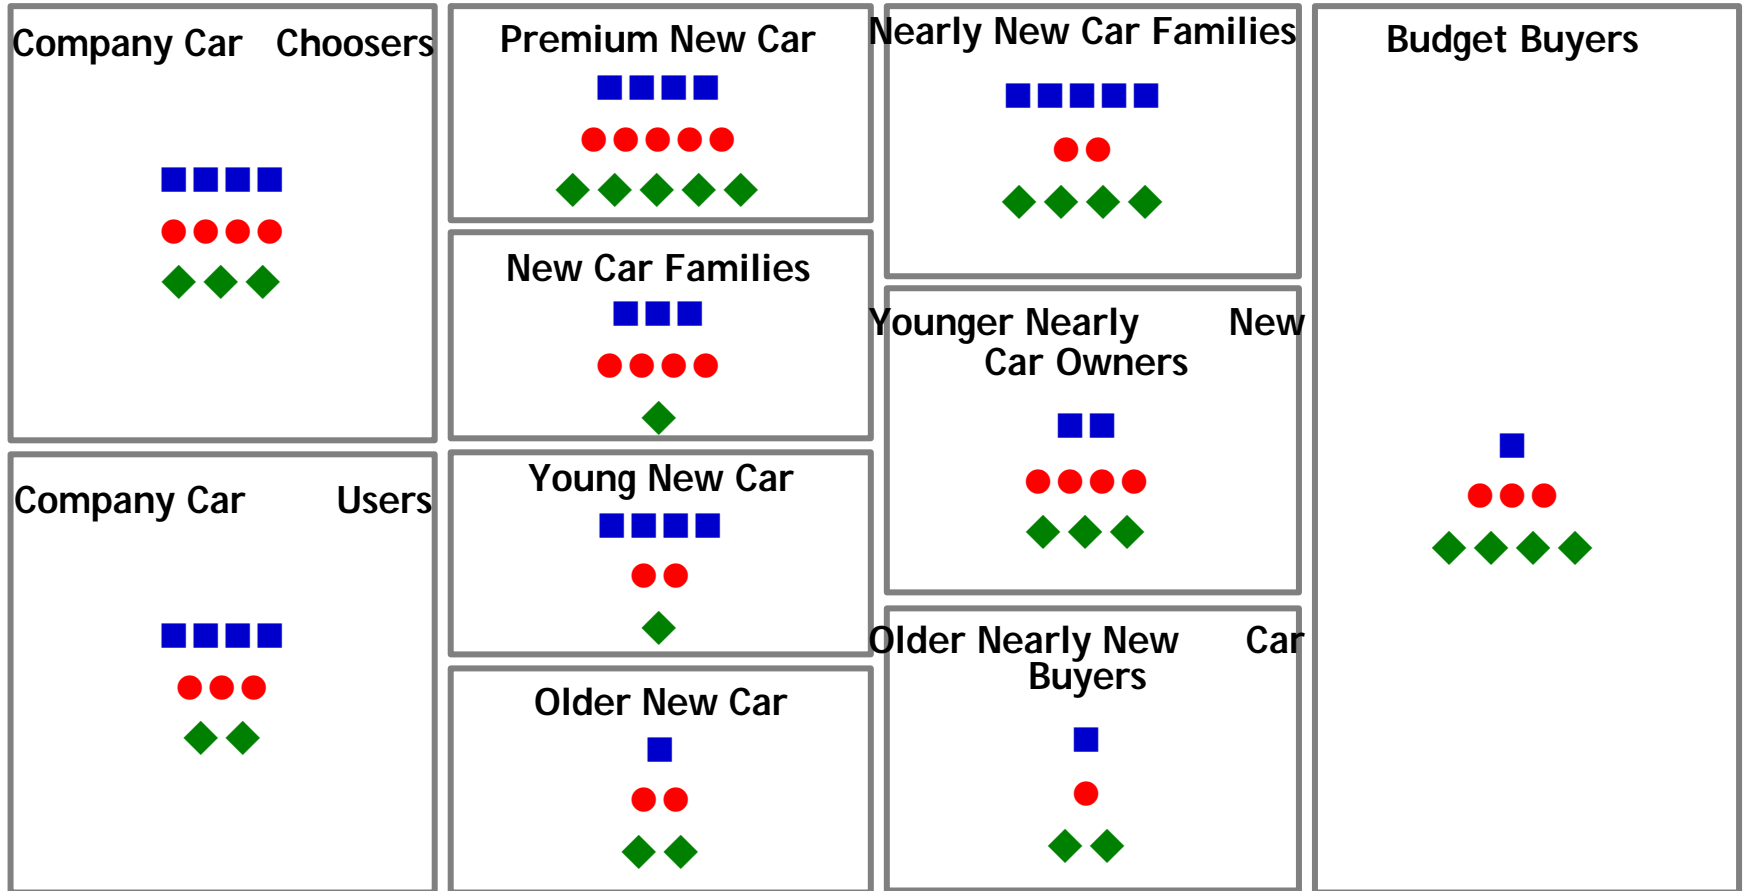 Company Car Choosers
Premium New Car
Nearly New Car Families
Budget Buyers
New Car Families
Younger Nearly New
Car Owners
Company Car Users
Young New Car
Older Nearly New Car
Buyers
Older New Car